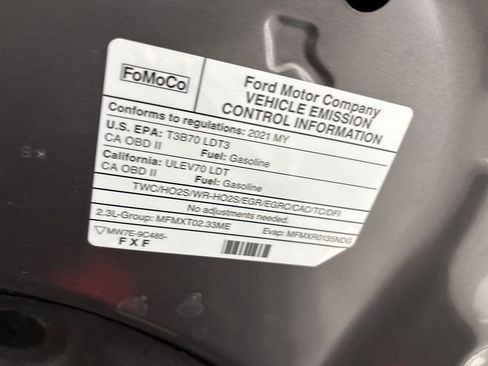 FoMoCo
Ford Motor Company
VEHICLE EMISSION
CONTROL INFORMATION
Conforms to regulations: 2021 MY
U.S. EPA: T3B70 LDT3
CA OBD II Fuel: Gasoline
California: ULEV70 LDT
CA OBD II Fuel: Gasoline
TWC/HO2S/WR-HO2S/EGR/EGRC/CAC/TC/DFI
No adjustments needed.
2.3L-Group: MFMXT02.33ME Evap: MFMXR0135NDG
MW7E-9C485-
FXF